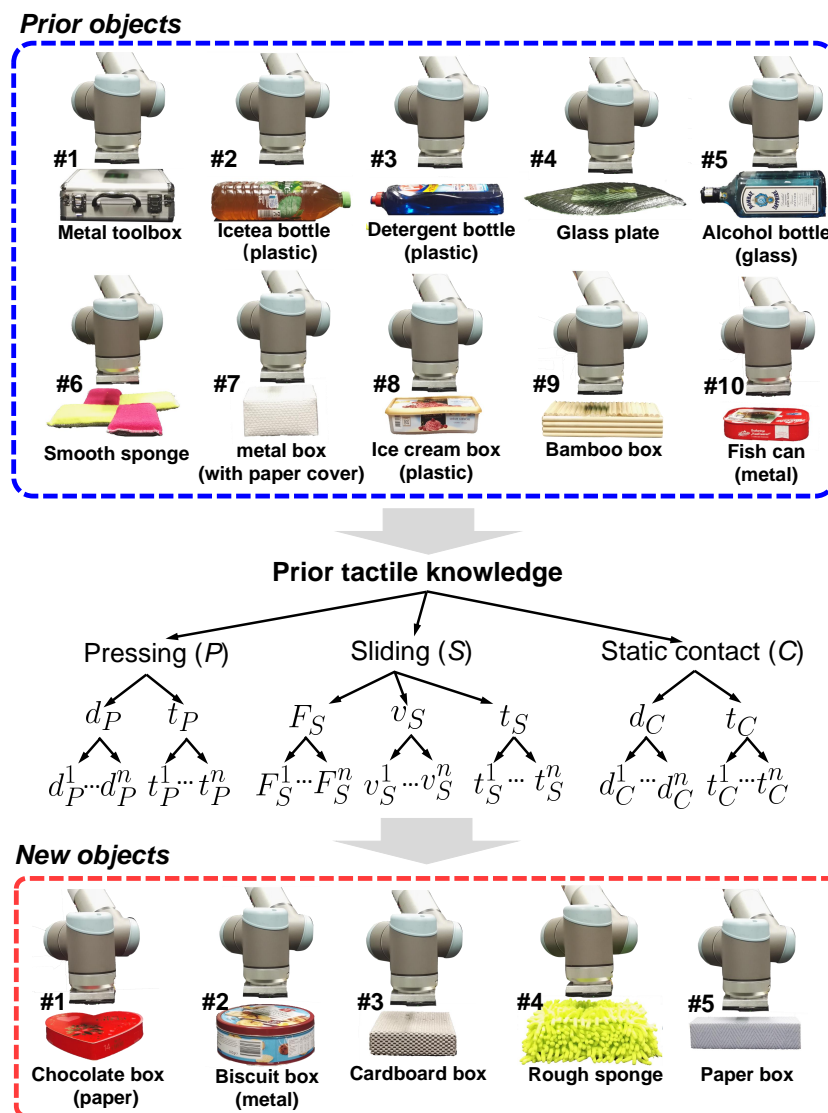 Prior objects
#1 #2 #3 #4 #5
Metal toolbox
Icetea bottle
(plastic)
Detergent bottle
(plastic)
Glass plate
Alcohol bottle
(glass)
#6 #7 #8 #9 #10
Smooth sponge
metal box
(with paper cover)
Ice cream box
(plastic)
Bamboo box
Fish can
(metal)
Prior tactile knowledge
Pressing (P) Sliding (S) Static contact (C)
d_P t_P F_S v_S t_S d_C t_C
d_P^1...d_P^n t_P^1...t_P^n F_S^1...F_S^n v_S^1...v_S^n t_S^1...t_S^n d_C^1...d_C^n t_C^1...t_C^n
New objects
#1 #2 #3 #4 #5
Chocolate box
(paper)
Biscuit box
(metal)
Cardboard box
Rough sponge
Paper box